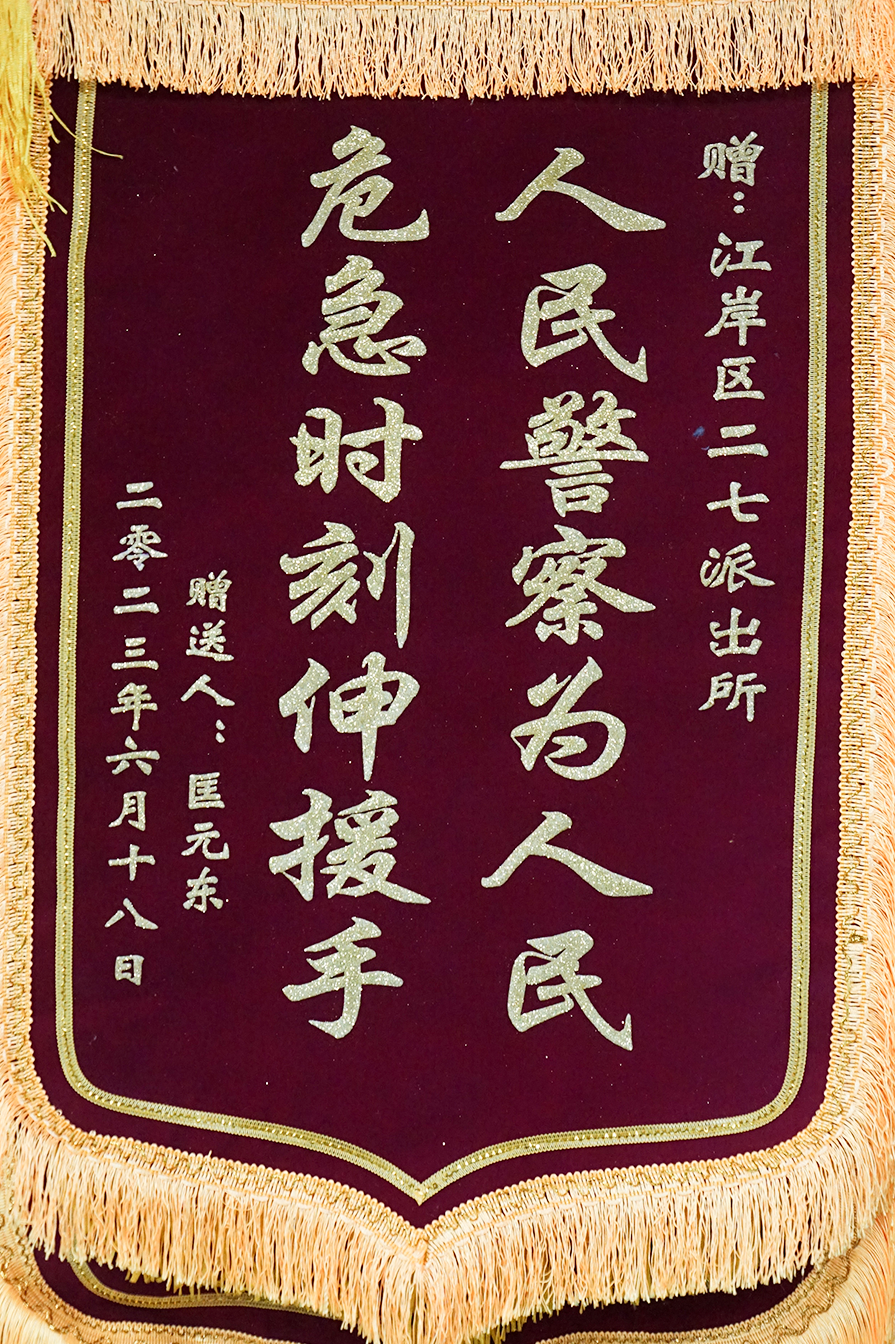 赠：江岸区二七派出所
人民警察为人民
危急时刻伸援手
赠送人：匡元东
二零二三年六月十八日